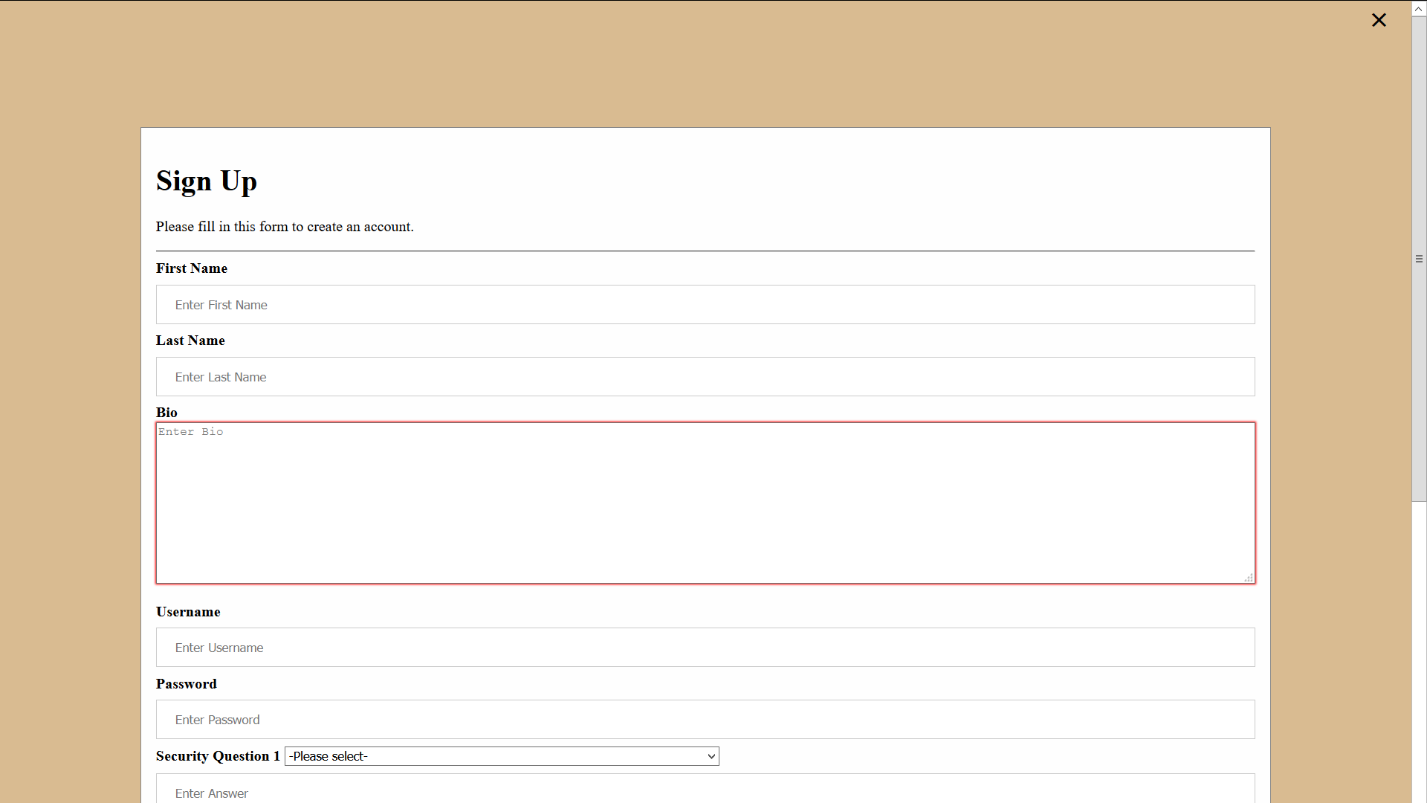 Sign Up
Please fill in this form to create an account.
First Name
Enter First Name
Last Name
Enter Last Name
Bio
Enter Bio
Username
Enter Username
Password
Enter Password
Security Question 1 -Please select-
Enter Answer